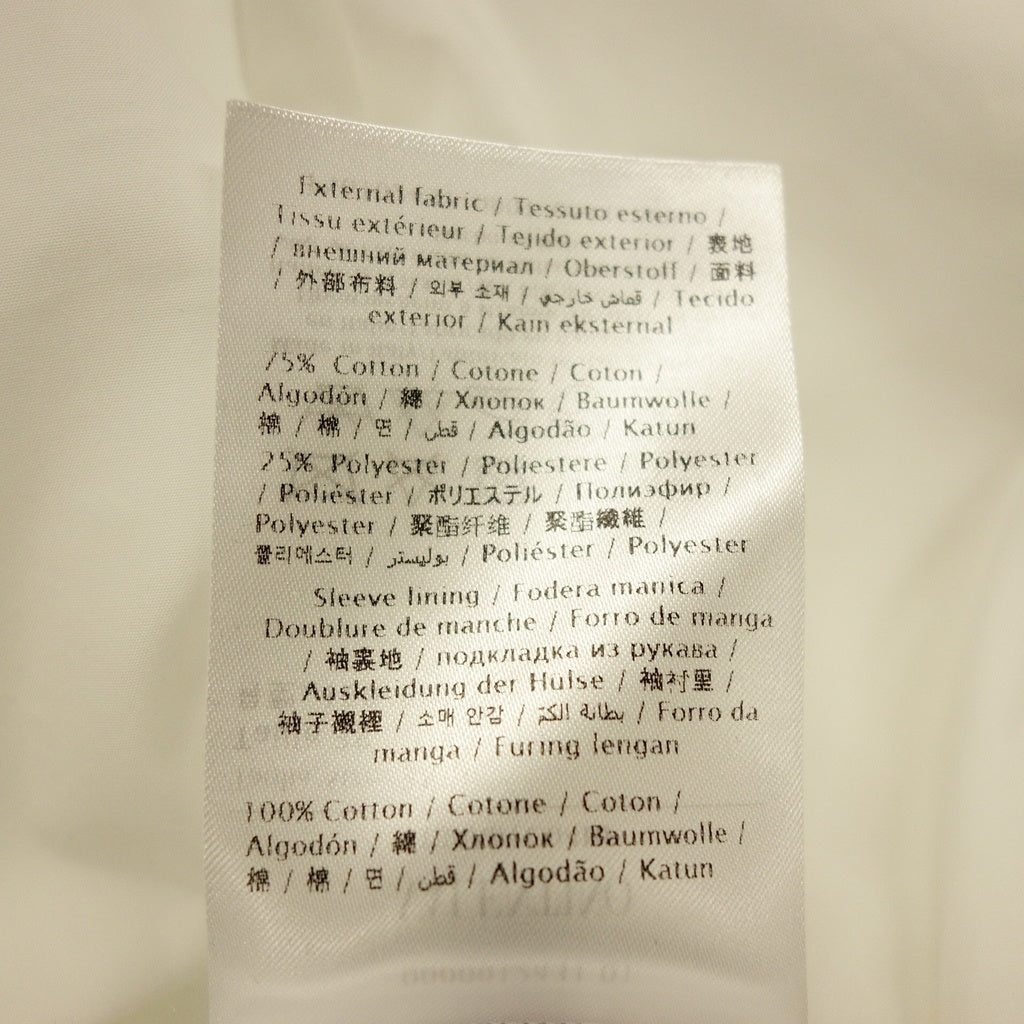 External fabric / Tessuto esterno /
Tissu extérieur / Tejido exterior / 表地
/ внешний материал / Oberstoff / 面料
/ 外部布料 / 외부 소재 / قماش خارجي / Tecido
exterior / Kain eksternal
75% Cotton / Cotone / Coton /
Algodón / 綿 / Хлопок / Baumwolle /
棉 / 棉 / 면 / قطن / Algodão / Katun
25% Polyester / Poliestere / Polyester
/ Poliéster / ポリエステル / Полиэфир /
Polyester / 聚酯纤维 / 聚酯纖維 /
폴리에스터 / بوليستر / Poliéster / Polyester
Sleeve lining / Fodera manica /
Doublure de manche / Forro de manga
/ 袖裏地 / подкладка из рукава /
Auskleidung der Hülse / 袖衬里 /
袖子襯裡 / 소매 안감 / بطانة الكم / Forro da
manga / Furing lengan
100% Cotton / Cotone / Coton /
Algodón / 綿 / Хлопок / Baumwolle /
棉 / 棉 / 면 / قطن / Algodão / Katun